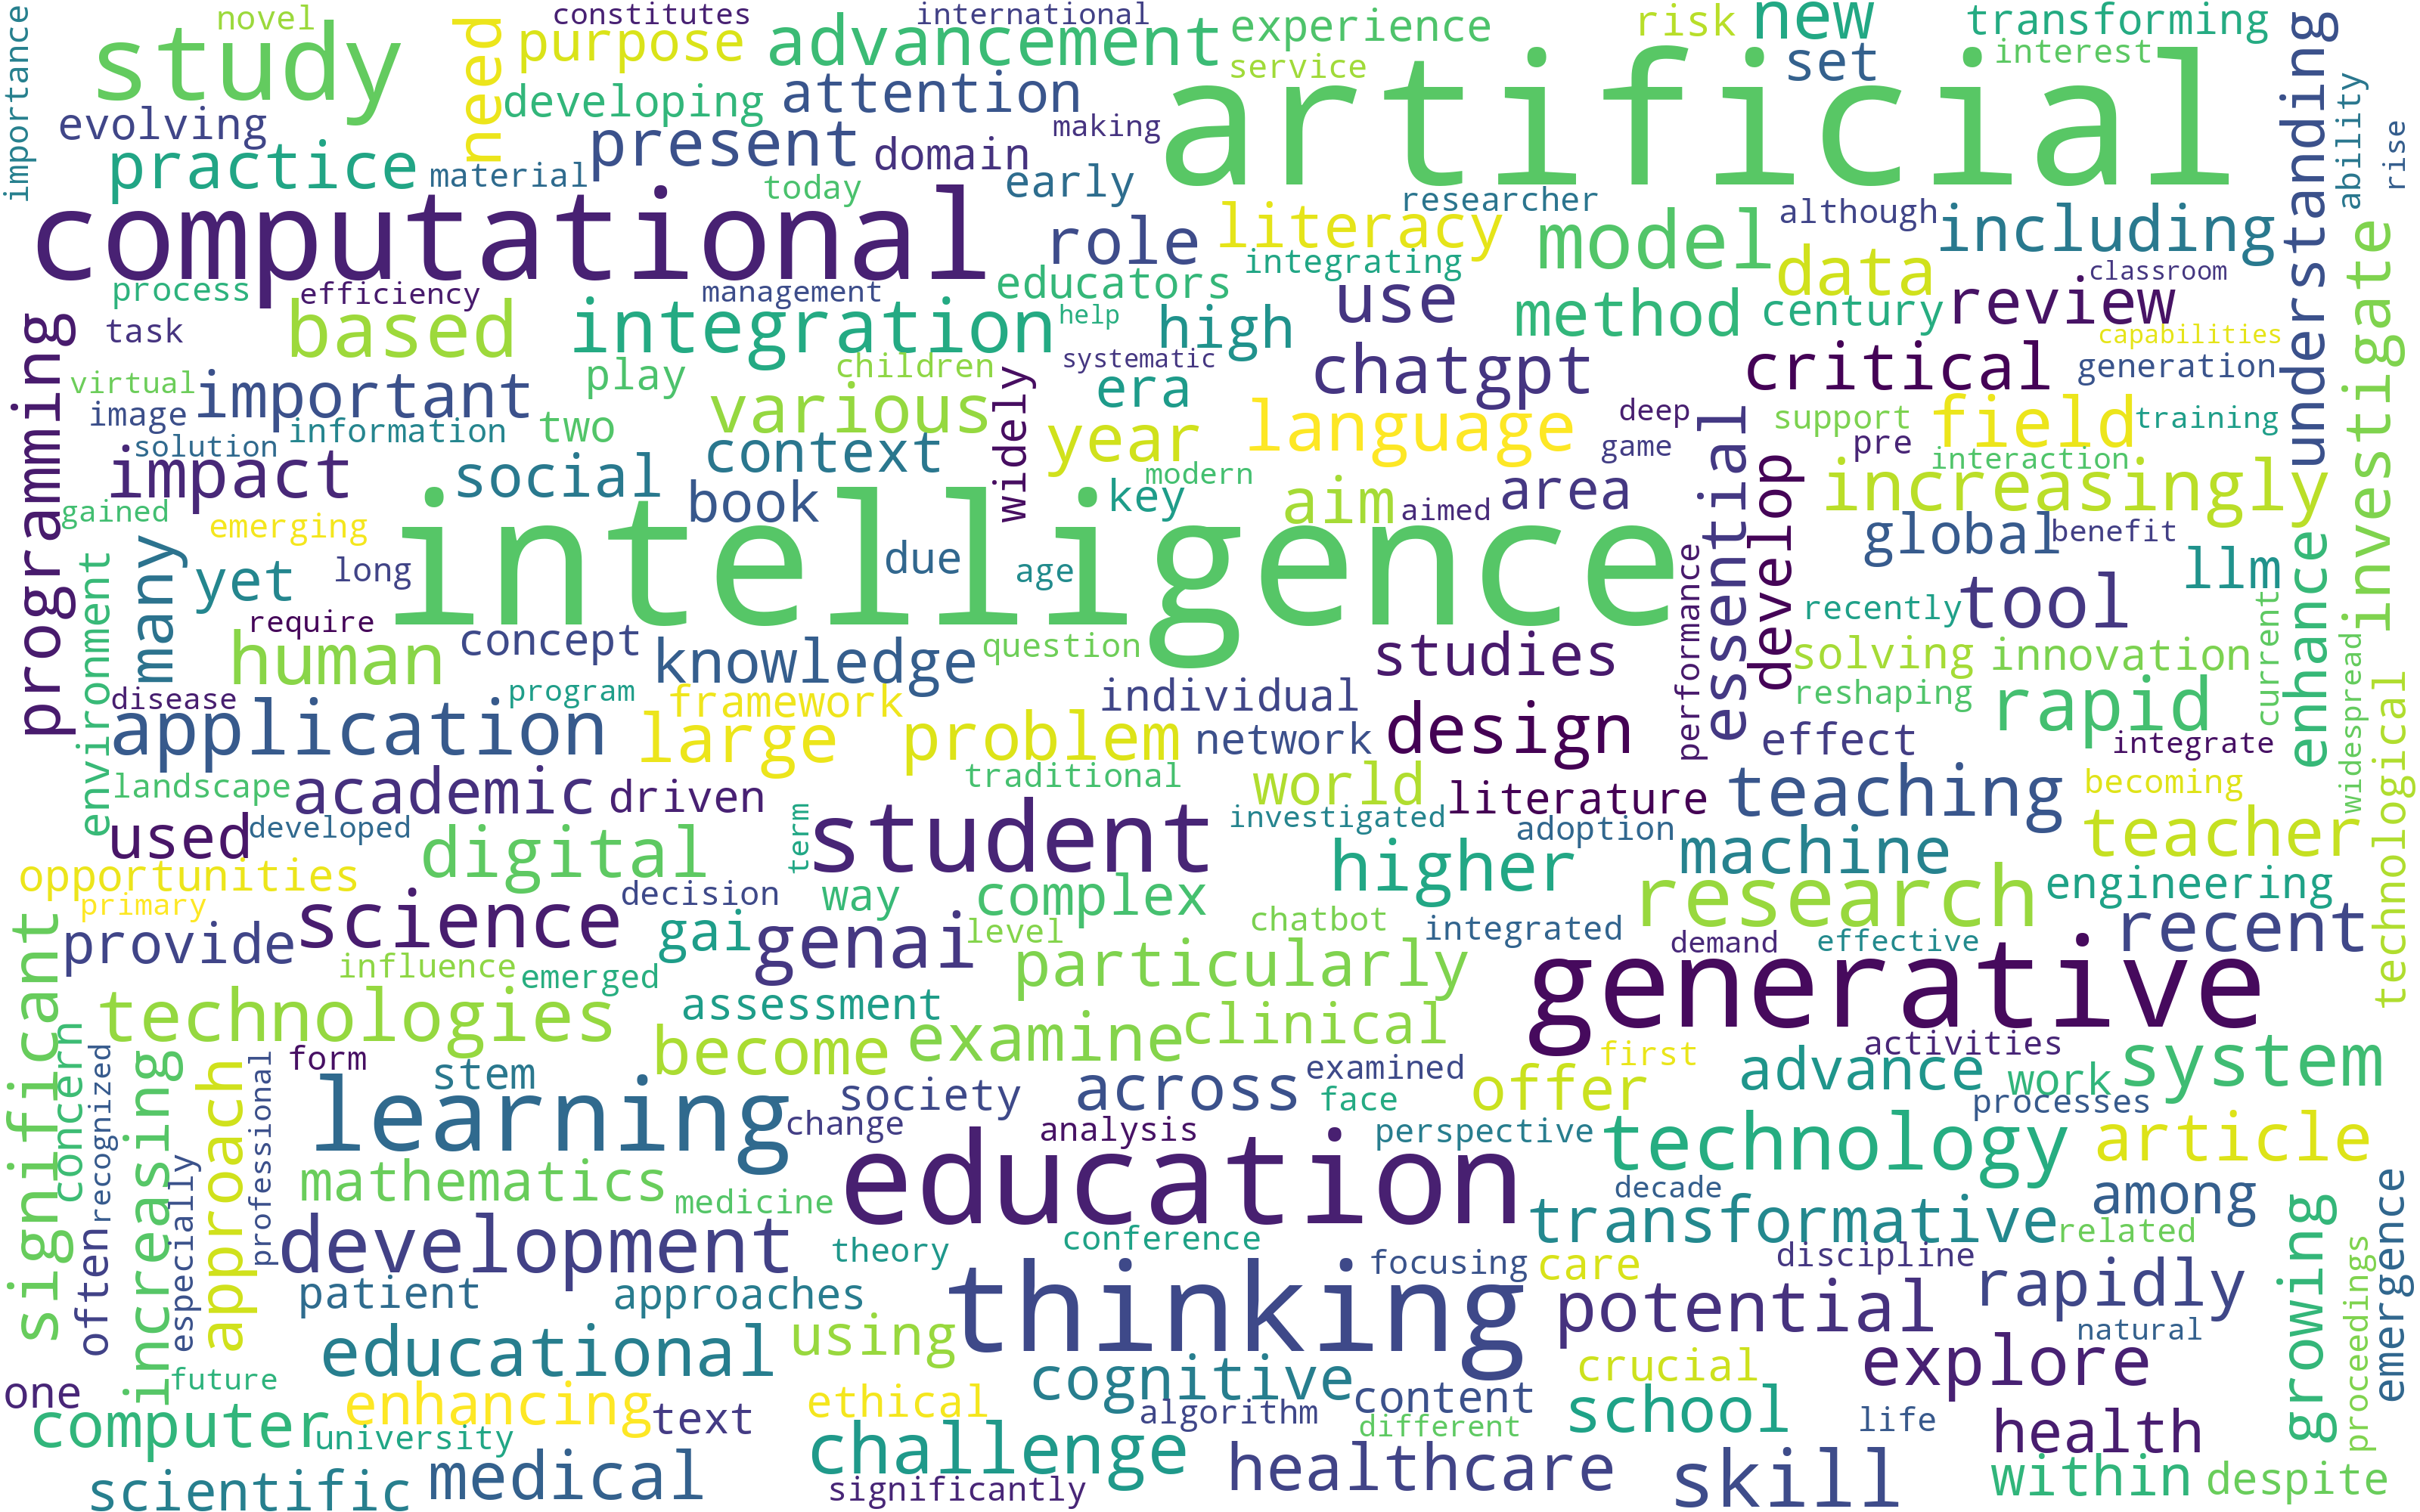 importance
novel
study
need
constitutes
purpose
international
advancement
experience
service
risk
new
set
transforming
interest
understanding
ability
rise
evolving
practice
developing
attention
present
material
domain
making
today
early
artificial
researcher
computational
role
literacy
integrating
model
although
data
including
classroom
investigate
process
efficiency
management
educators
task
based
integration
help
high
use
method
century
review
capabilities
programming
virtual
image
important
play
children
systematic
era
chatgpt
critical
generation
solution
information
two
various
widely
year
language
deep
game
support
pre
field
training
impact
social
context
modern
interaction
gained
book
key
aim
aimed
area
essential
develop
increasingly
emerging
intelligence
many
yet
long
due
age
global
benefit
llm
enhance
environment
require
human
concept
knowledge
question
studies
performance
recently
tool
solving
innovation
current
widespread
technological
disease
program
framework
individual
reshaping
rapid
application
large
problem
network
design
effect
integrate
landscape
academic
driven
traditional
world
literature
teaching
becoming
used
developed
digital
term
student
investigated
adoption
machine
teacher
opportunities
primary
decision
way
complex
higher
research
engineering
significant
provide
science
gai
genai
level
chatbot
integrated
demand
effective
recent
influence
emerged
particularly
generative
technologies
assessment
become
examine
clinical
concern
recognized
increasing
approach
professional
form
stem
learning
society
across
examined
offer
first
activities
advance
work
system
often
especially
change
analysis
face
perspective
technology
processes
article
mathematics
medicine
education
decade
among
development
theory
conference
transformative
related
growing
proceedings
emergence
patient
approaches
thinking
focusing
care
discipline
potential
rapidly
educational
using
natural
one
future
enhancing
cognitive
crucial
explore
computer
university
text
ethical
algorithm
content
different
school
life
health
scientific
medical
challenge
significantly
healthcare
skill
within
despite